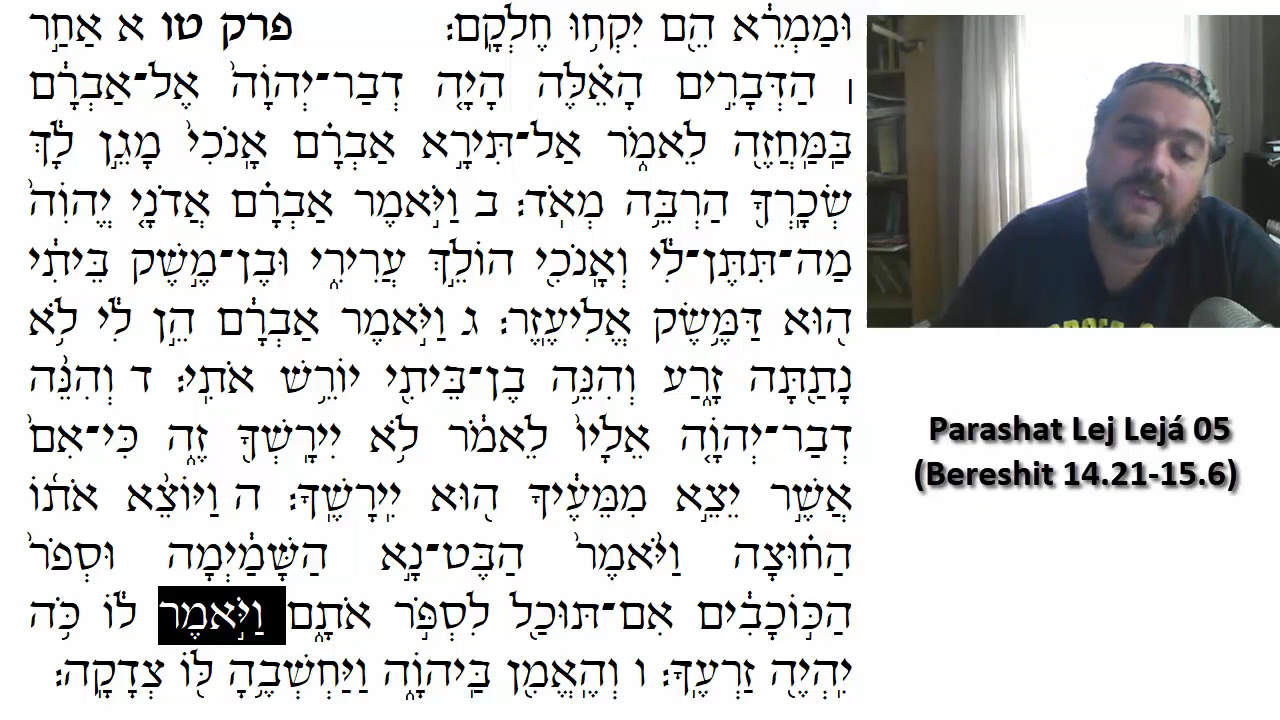 וּמַמְרֵ֔א הֵ֖ם יִקְח֥וּ חֶלְקָֽם׃ פרק טו א אַחַ֣ר
׀ הַדְּבָרִ֣ים הָאֵ֗לֶּה הָיָ֤ה דְבַר־יְהוָה֙ אֶל־אַבְרָ֔ם
בַּֽמַּחֲזֶ֖ה לֵאמֹ֑ר אַל־תִּירָ֣א אַבְרָ֗ם אָֽנֹכִי֙ מָגֵ֣ן לָ֔ךְ
שְׂכָרְךָ֖ הַרְבֵּ֥ה מְאֹֽד׃ ב וַיֹּ֣אמֶר אַבְרָ֗ם אֲדֹנָ֤י יֱהוִה֙
מַה־תִּתֶּן־לִ֔י וְאָֽנֹכִ֖י הוֹלֵ֣ךְ עֲרִירִ֑י וּבֶן־מֶ֣שֶׁק בֵּיתִ֔י
ה֖וּא דַּמֶּ֥שֶׂק אֱלִיעֶֽזֶר׃ ג וַיֹּ֣אמֶר אַבְרָ֔ם הֵ֣ן לִ֔י לֹ֥א
נָתַ֖תָּה זָ֑רַע וְהִנֵּ֥ה בֶן־בֵּיתִ֖י יוֹרֵ֥שׁ אֹתִֽי׃ ד וְהִנֵּ֨ה
דְבַר־יְהוָ֤ה אֵלָיו֙ לֵאמֹ֔ר לֹ֥א יִֽירָשְׁךָ֖ זֶ֑ה כִּי־אִם֙
אֲשֶׁ֣ר יֵצֵ֣א מִמֵּעֶ֔יךָ ה֖וּא יִֽירָשֶֽׁךָ׃ ה וַיּוֹצֵ֨א אֹת֜וֹ
הַח֗וּצָה וַיֹּ֙אמֶר֙ הַבֶּט־נָ֣א הַשָּׁמַ֗יְמָה וּסְפֹר֙
הַכּ֣וֹכָבִ֔ים אִם־תּוּכַ֖ל לִסְפֹּ֣ר אֹתָ֑ם וַיֹּ֣אמֶר ל֔וֹ כֹּ֥ה
יִֽהְיֶ֖ה זַרְעֶֽךָ׃ ו וְהֶאֱמִ֖ן בַּֽיהוָ֑ה וַיַּחְשְׁבֶ֥הָ לּ֖וֹ צְדָקָֽה׃
Parashat Lej Lejá 05
(Bereshit 14.21-15.6)